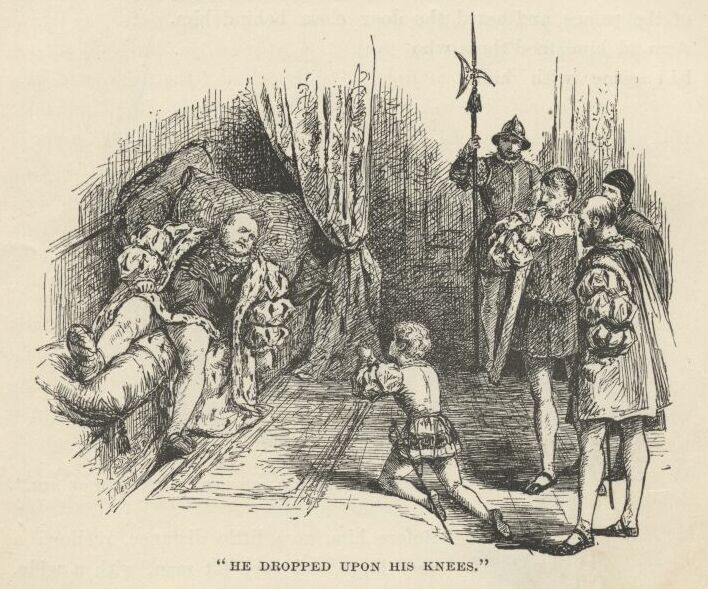 "HE DROPPED UPON HIS KNEES."